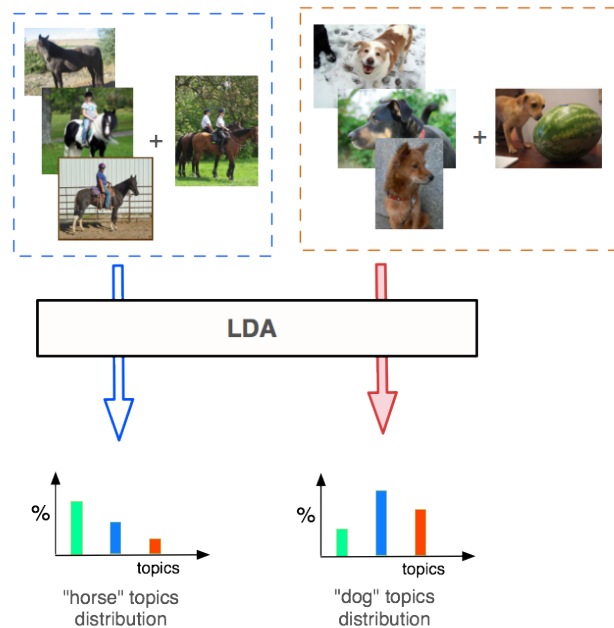 +
+
LDA
%
topics
"horse" topics
distribution
%
topics
"dog" topics
distribution